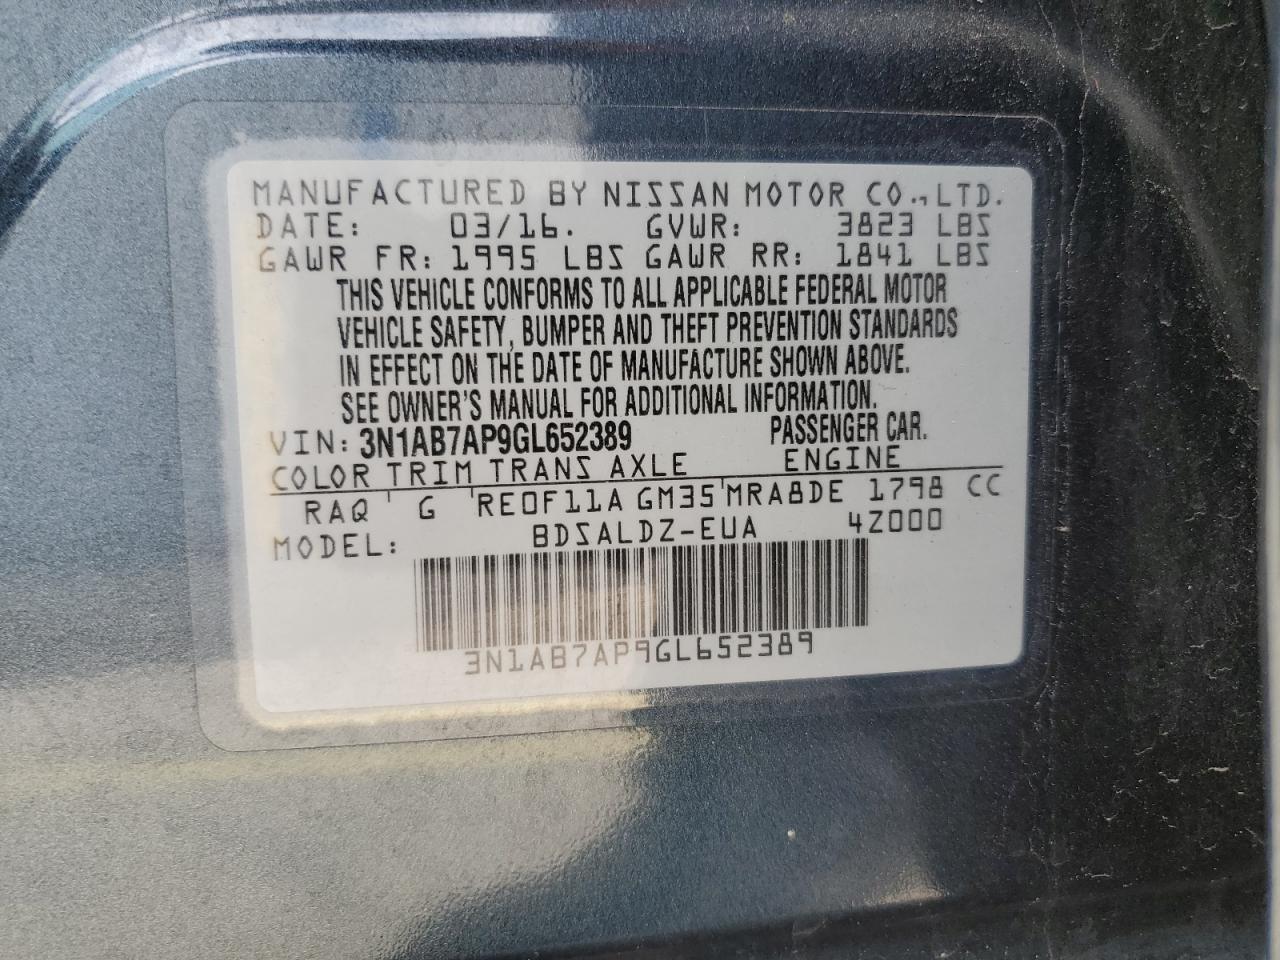 MANUFACTURED BY NISSAN MOTOR CO.,LTD.
DATE: 03/16. GVWR: 3823 LBS
GAWR FR: 1995 LBS GAWR RR: 1841 LBS
THIS VEHICLE CONFORMS TO ALL APPLICABLE FEDERAL MOTOR
VEHICLE SAFETY, BUMPER AND THEFT PREVENTION STANDARDS
IN EFFECT ON THE DATE OF MANUFACTURE SHOWN ABOVE.
SEE OWNER'S MANUAL FOR ADDITIONAL INFORMATION.
VIN: 3N1AB7AP9GL652389 PASSENGER CAR.
COLOR TRIM TRANS AXLE ENGINE
RAQ G RE0F11A GM35 MRA8DE 1798 CC
MODEL: BDSALDZ-EUA 4Z000
3N1AB7AP9GL652389